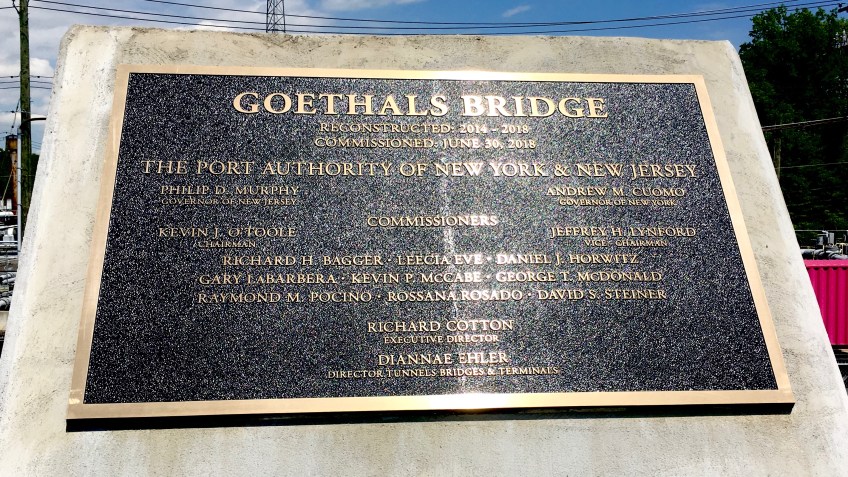 GOETHALS BRIDGE
RECONSTRUCTED: 2014 – 2018
COMMISSIONED: JUNE 30, 2018
THE PORT AUTHORITY OF NEW YORK & NEW JERSEY
PHILIP D. MURPHY ANDREW M. CUOMO
GOVERNOR OF NEW JERSEY GOVERNOR OF NEW YORK
COMMISSIONERS
KEVIN J. O'TOOLE JEFFREY H. LYNFORD
CHAIRMAN VICE - CHAIRMAN
RICHARD H. BAGGER • LEECIA EVE • DANIEL J. HORWITZ
GARY LABARBERA • KEVIN P. MCCABE • GEORGE T. MCDONALD
RAYMOND M. POCINO • ROSSANA ROSADO • DAVID S. STEINER
RICHARD COTTON
EXECUTIVE DIRECTOR
DIANNAE EHLER
DIRECTOR TUNNELS BRIDGES & TERMINALS